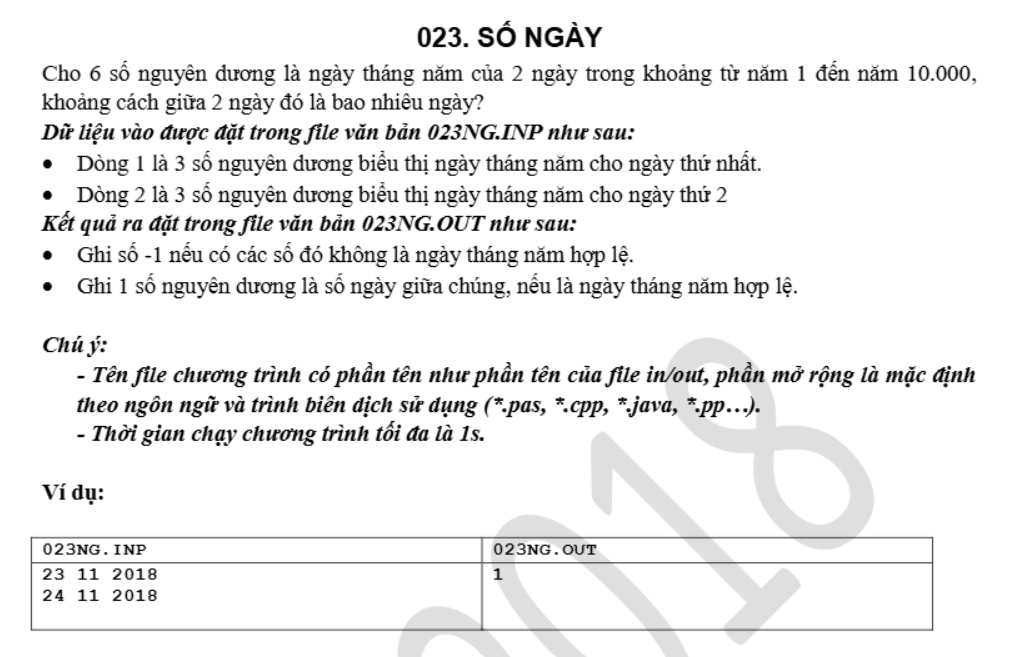 023. SỐ NGÀY
Cho 6 số nguyên dương là ngày tháng năm của 2 ngày trong khoảng từ năm 1 đến năm 10.000,
khoảng cách giữa 2 ngày đó là bao nhiêu ngày?
Dữ liệu vào được đặt trong file văn bản 023NG.INP như sau:
• Dòng 1 là 3 số nguyên dương biểu thị ngày tháng năm cho ngày thứ nhất.
• Dòng 2 là 3 số nguyên dương biểu thị ngày tháng năm cho ngày thứ 2
Kết quả ra đặt trong file văn bản 023NG.OUT như sau:
• Ghi số -1 nếu có các số đó không là ngày tháng năm hợp lệ.
• Ghi 1 số nguyên dương là số ngày giữa chúng, nếu là ngày tháng năm hợp lệ.
Chú ý:
- Tên file chương trình có phần tên như phần tên của file in/out, phần mở rộng là mặc định
theo ngôn ngữ và trình biên dịch sử dụng (*.pas, *.cpp, *.java, *.pp…).
- Thời gian chạy chương trình tối đa là 1s.
Ví dụ:
023NG.INP 023NG.OUT
23 11 2018 1
24 11 2018
2018